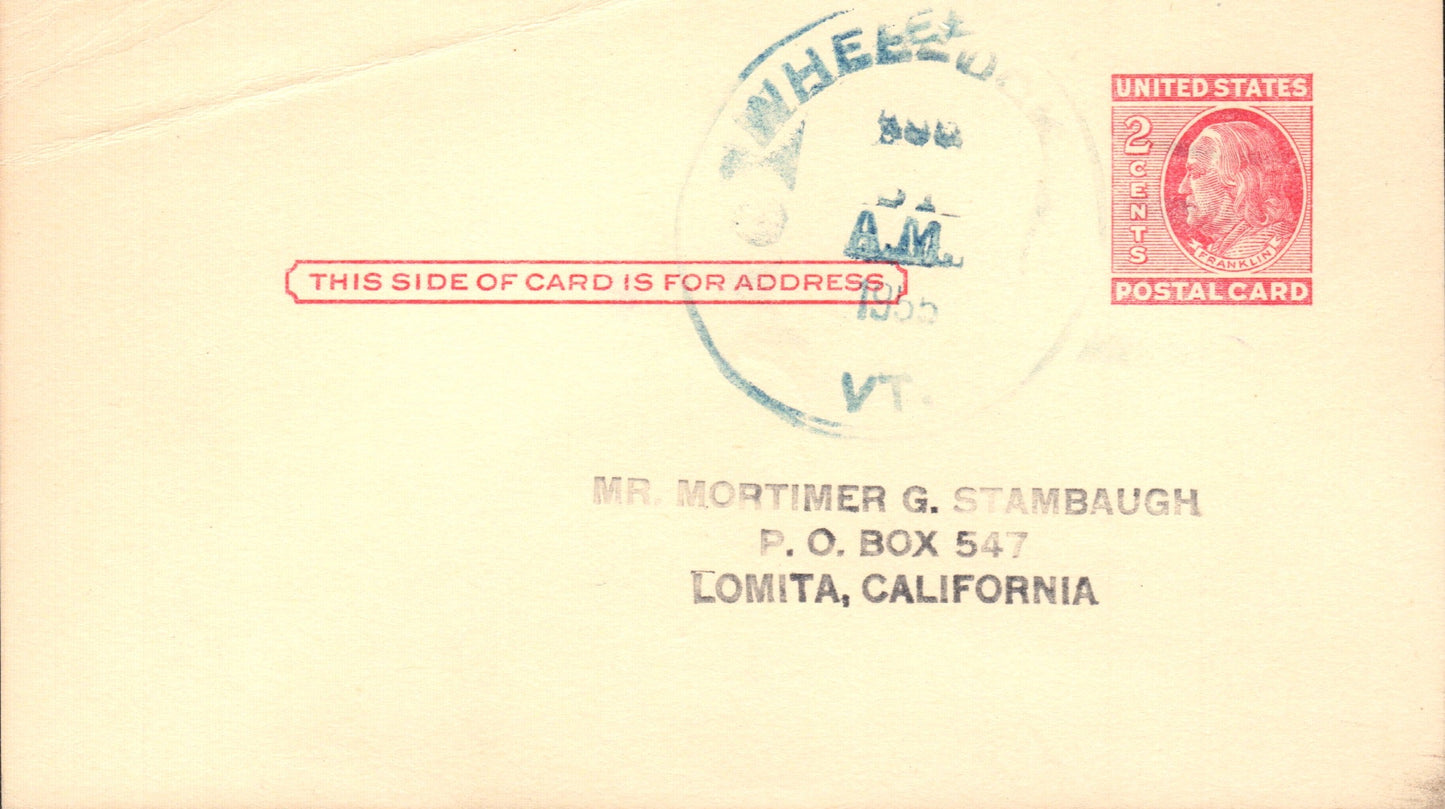 UNITED STATES
2 CENTS
FRANKLIN
POSTAL CARD
A.M.
1955
VT.
THIS SIDE OF CARD IS FOR ADDRESS
MR. MORTIMER G. STAMBAUGH
P. O. BOX 547
LOMITA, CALIFORNIA